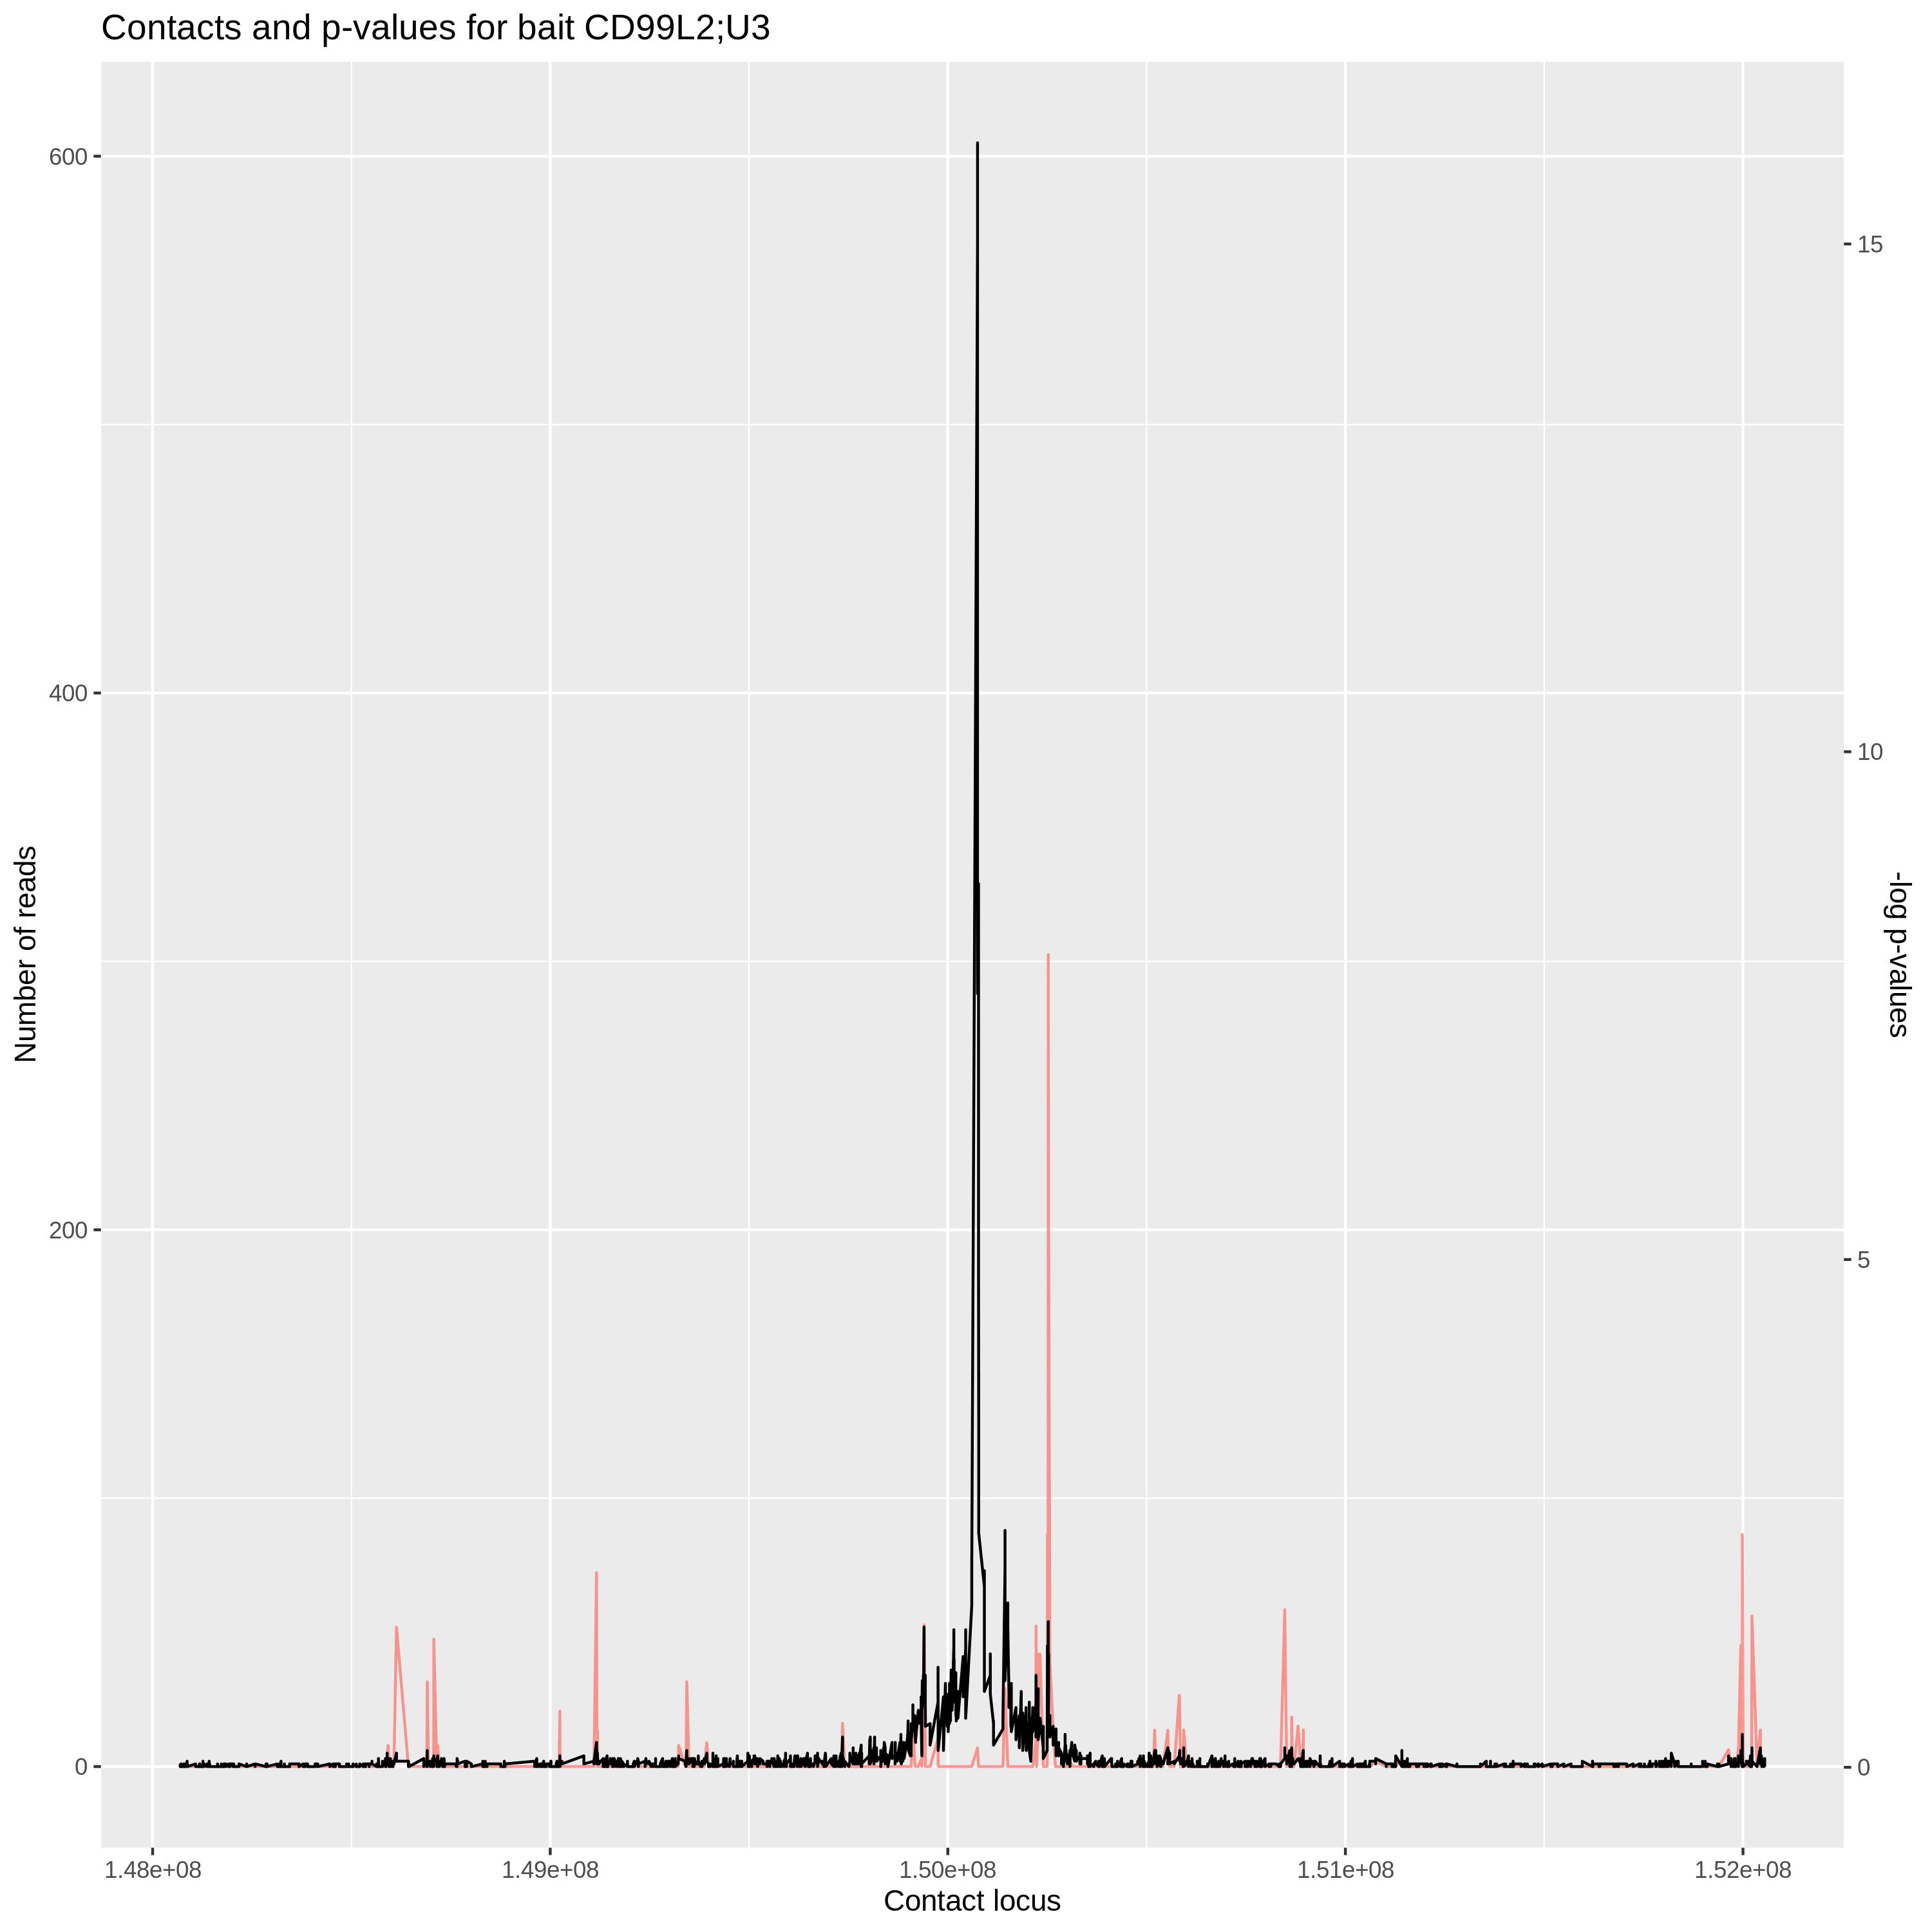 Contacts and p-values for bait CD99L2;U3
600
400
200
0
Number of reads
15
10
5
0
-log p-values
1.48e+08 1.49e+08 1.50e+08 1.51e+08 1.52e+08
Contact locus